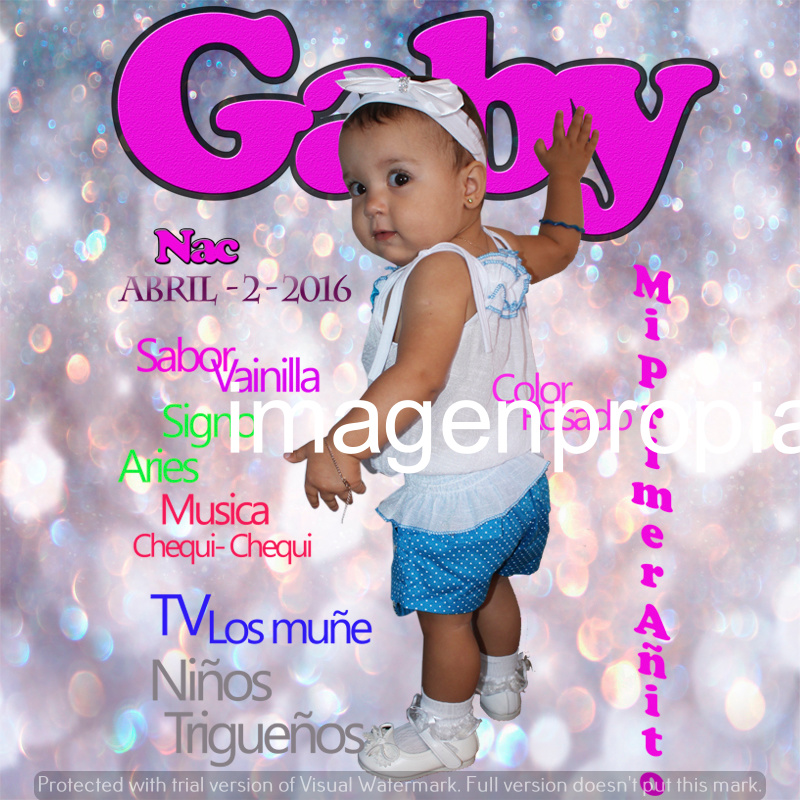 Gaby
Nac
ABRIL - 2 - 2016
Sabor
Vainilla
Color
Rosado
Signo
imagenpropia
Aries
Musica
Chequi- Chequi
TV Los muñe
Niños
Trigueños
Mi Primer Añito
Protected with trial version of Visual Watermark. Full version doesn't put this mark.